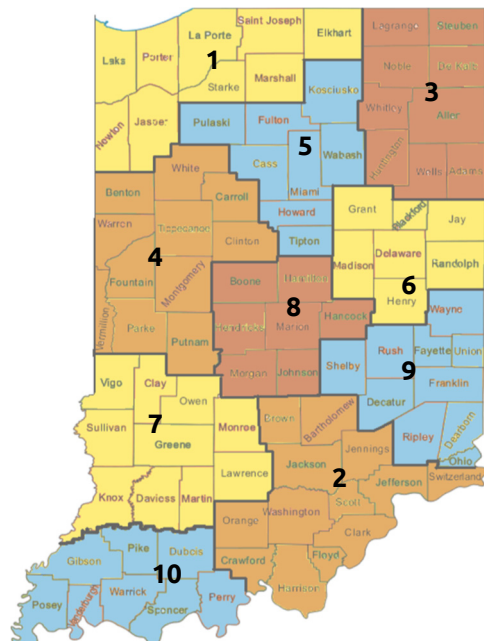 Saint Joseph
La Porte
Elkhart
Lagrange
Steuben
Laks
Porter
1
Starke
Marshall
Noble
De Kalb
Kosciusko
3
Newton
Jasper
Pulaski
Fulton
Whitley
Aller
5
Cass
Wabash
Huntington
Wells
Adams
White
Miami
Benton
Carroll
Grant
Blackford
Jay
Howard
Warren
Tippecanoe
Clinton
Tipton
Madison
Delaware
Randolph
4
Fountain
Montgomery
Boone
Hamilton
6
Henry
Wayne
8
Vermillion
Parke
Putnam
Hendricks
Marion
Hancock
Rush
Fayette
Union
Shelby
9
Vigo
Clay
Morgan
Johnson
Franklin
Owen
Decatur
7
Sullivan
Greene
Monroe
Brown
Bartholomew
Ripley
Dearborn
Jennings
Ohio
Lawrence
Jackson
2
Jefferson
Switzerland
Knox
Daviess
Martin
Scott
Orange
Washington
Clark
Pike
Dubois
Gibson
Crawford
Floyd
10
Posey
Vanderburgh
Warrick
Spencer
Perry
Harrison